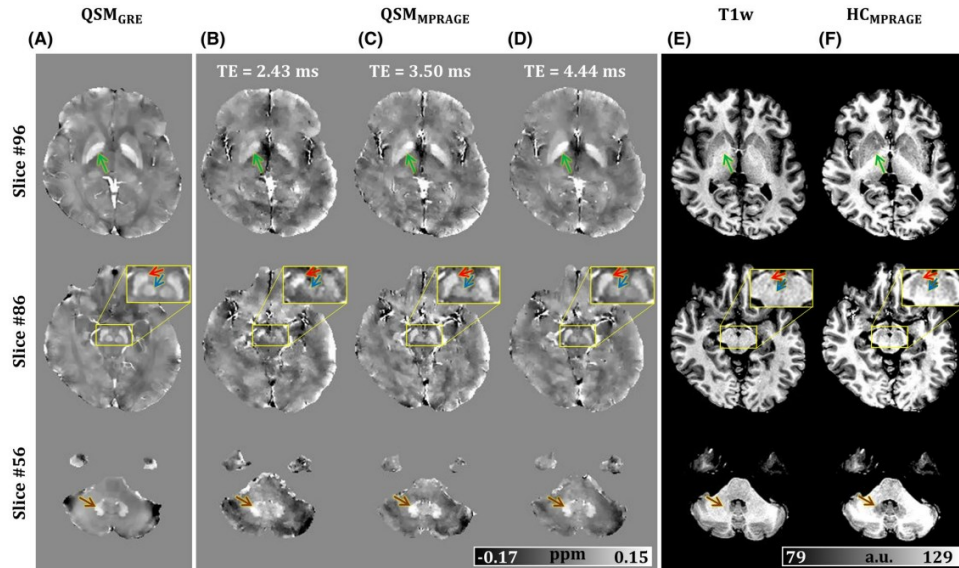 QSM_GRE QSM_MPRAGE T1w HC_MPRAGE
(A) (B) (C) (D) (E) (F)
TE = 2.43 ms TE = 3.50 ms TE = 4.44 ms
Slice #96
Slice #86
Slice #56
-0.17 ppm 0.15 79 a.u. 129